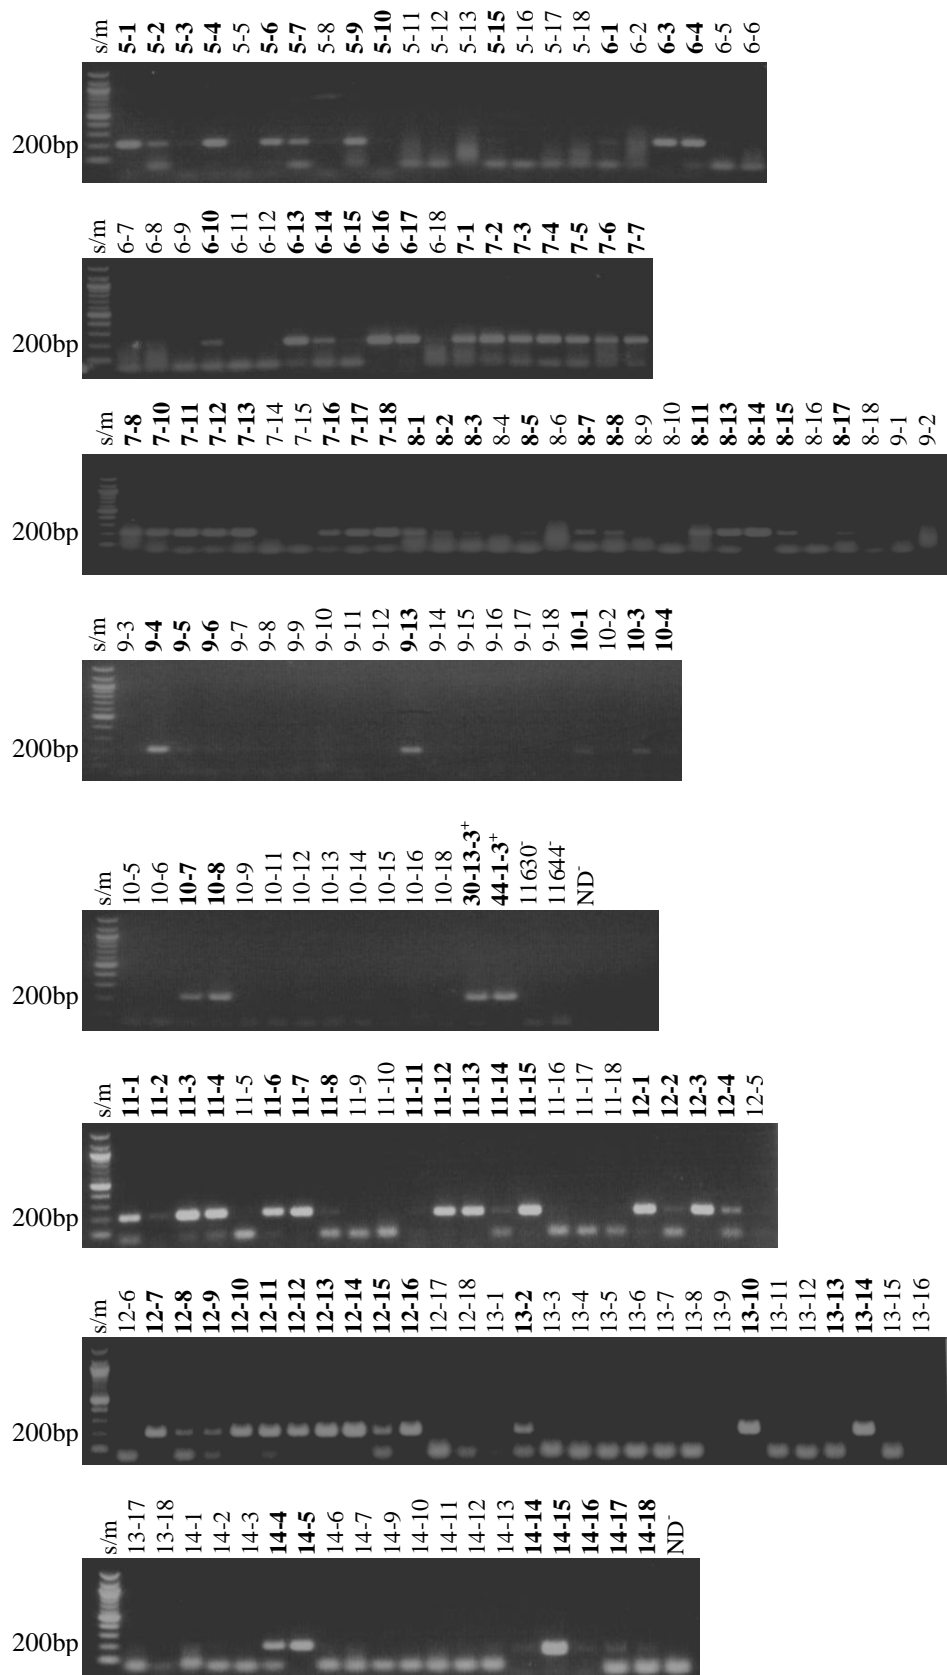 s/m 5-1 5-2 5-3 5-4 5-5 5-6 5-7 5-8 5-9 5-10 5-11 5-12 5-13 5-15 5-16 5-17 5-18 6-1 6-2 6-3 6-4 6-5 6-6
200bp
s/m 6-7 6-8 6-9 6-10 6-11 6-12 6-13 6-14 6-15 6-16 6-17 6-18 7-1 7-2 7-3 7-4 7-5 7-6 7-7
200bp
s/m 7-8 7-10 7-11 7-12 7-13 7-14 7-15 7-16 7-17 7-18 8-1 8-2 8-3 8-4 8-5 8-6 8-7 8-8 8-9 8-10 8-11 8-13 8-14 8-15 8-16 8-17 8-18 9-1 9-2
200bp
s/m 9-3 9-4 9-5 9-6 9-7 9-8 9-9 9-10 9-11 9-12 9-13 9-14 9-15 9-16 9-17 9-18 10-1 10-2 10-3 10-4
200bp
s/m 10-5 10-6 10-7 10-8 10-9 10-11 10-12 10-13 10-14 10-15 10-16 10-18 30-13-3⁺ 44-1-3⁺ 11630⁻ 11644⁻ ND⁻
200bp
s/m 11-1 11-2 11-3 11-4 11-5 11-6 11-7 11-8 11-9 11-10 11-11 11-12 11-13 11-14 11-15 11-16 11-17 11-18 12-1 12-2 12-3 12-4 12-5
200bp
s/m 12-6 12-7 12-8 12-9 12-10 12-11 12-12 12-13 12-14 12-15 12-16 12-17 12-18 13-1 13-2 13-3 13-4 13-5 13-6 13-7 13-8 13-9 13-10 13-11 13-12 13-13 13-14 13-15 13-16
200bp
s/m 13-17 13-18 14-1 14-2 14-3 14-4 14-5 14-6 14-7 14-9 14-10 14-11 14-12 14-13 14-14 14-15 14-16 14-17 14-18 ND⁻
200bp